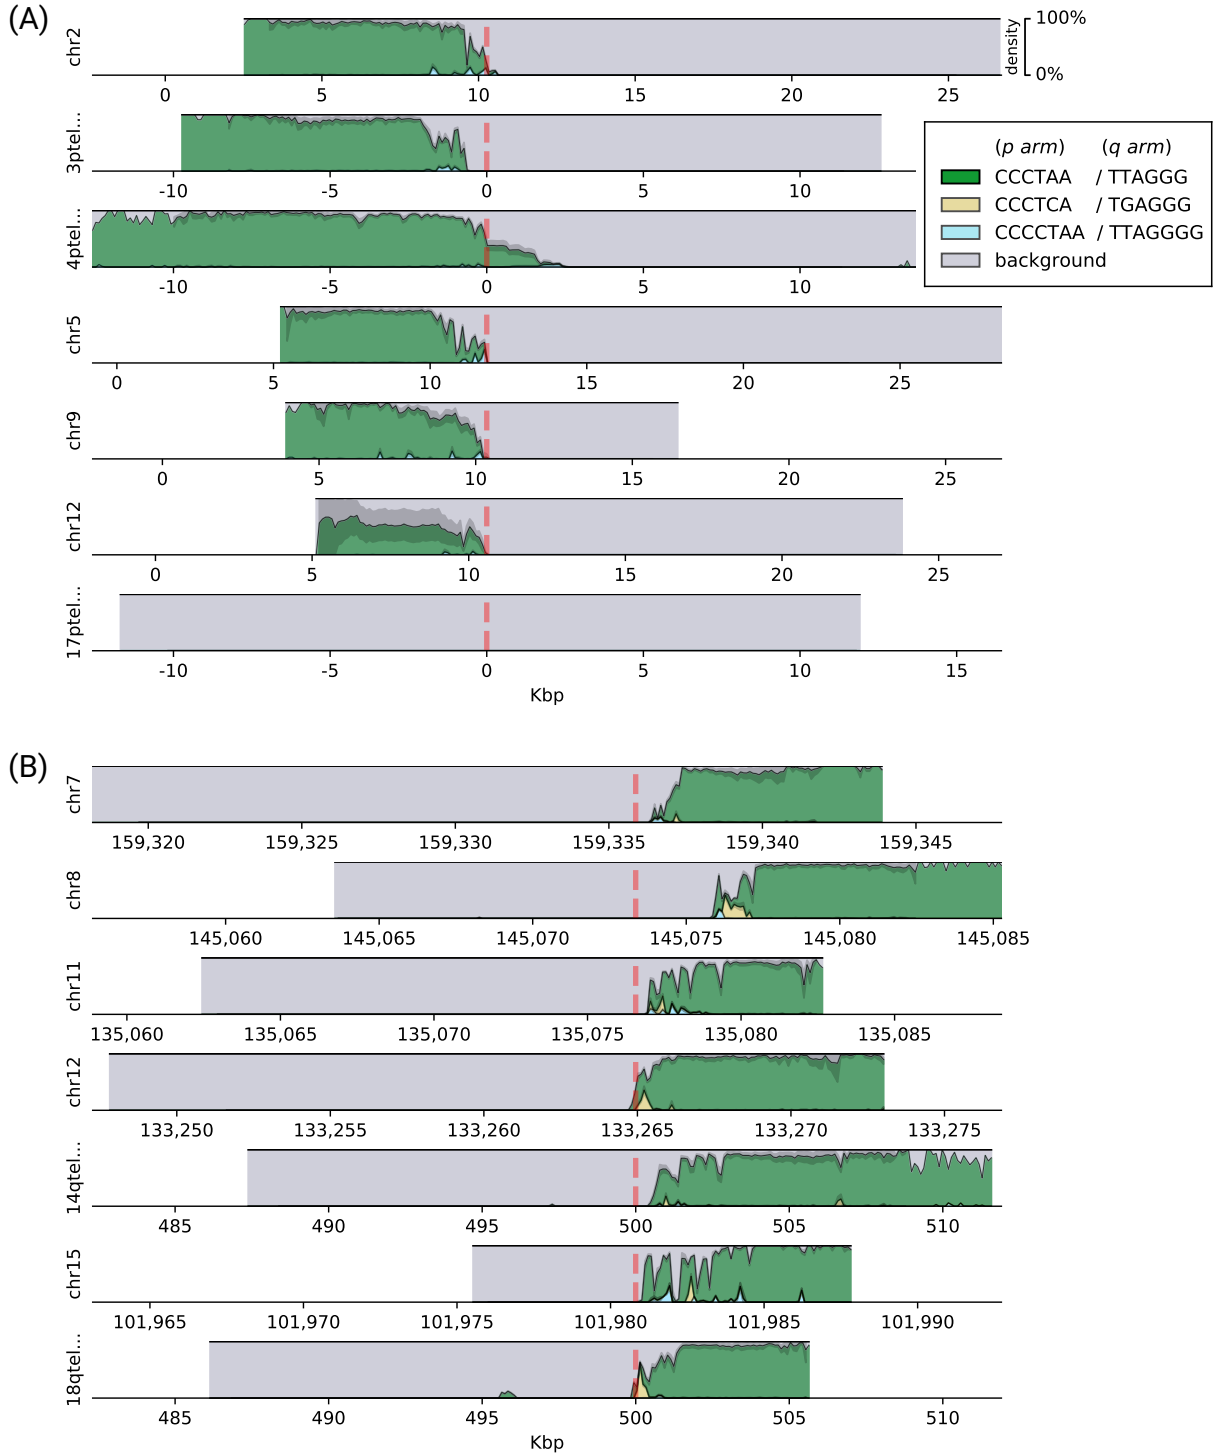 (A)
chr2
0 5 10 15 20 25
density
100%
0%
3ptel...
-10 -5 0 5 10
4ptel...
-10 -5 0 5 10
(p arm) (q arm)
CCCTAA / TTAGGG
CCCTCA / TGAGGG
CCCCTAA / TTAGGGG
background
chr5
0 5 10 15 20 25
chr9
0 5 10 15 20 25
chr12
0 5 10 15 20 25
17ptel...
-10 -5 0 5 10 15
Kbp
(B)
chr7
159,320 159,325 159,330 159,335 159,340 159,345
chr8
145,060 145,065 145,070 145,075 145,080 145,085
chr11
135,060 135,065 135,070 135,075 135,080 135,085
chr12
133,250 133,255 133,260 133,265 133,270 133,275
14qtel...
485 490 495 500 505 510
chr15
101,965 101,970 101,975 101,980 101,985 101,990
18qtel...
485 490 495 500 505 510
Kbp